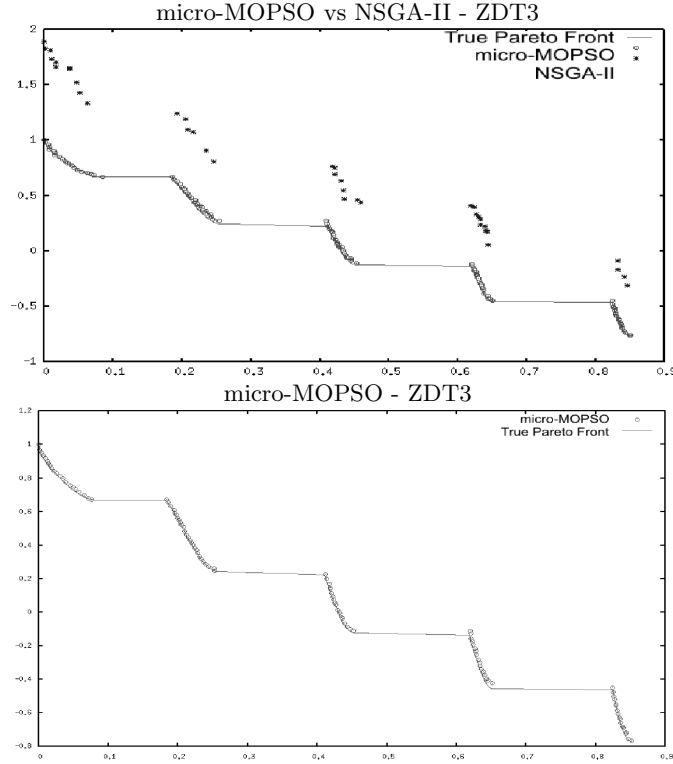 micro-MOPSO vs NSGA-II - ZDT3
True Pareto Front
micro-MOPSO
NSGA-II
2
1.5
1
0.5
0
-0.5
-1
0 0.1 0.2 0.3 0.4 0.5 0.6 0.7 0.8 0.9
micro-MOPSO - ZDT3
micro-MOPSO
True Pareto Front
1.2
1
0.8
0.6
0.4
0.2
0
-0.2
-0.4
-0.6
-0.8
0 0.1 0.2 0.3 0.4 0.5 0.6 0.7 0.8 0.9